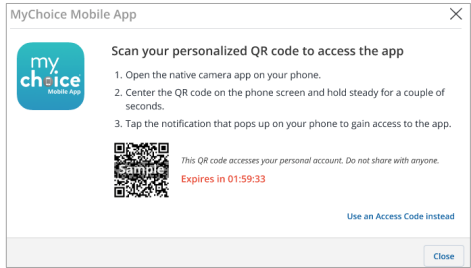 MyChoice Mobile App
my
choice
Mobile App
Scan your personalized QR code to access the app
1. Open the native camera app on your phone.
2. Center the QR code on the phone screen and hold steady for a couple of
seconds.
3. Tap the notification that pops up on your phone to gain access to the app.
Sample
This QR code accesses your personal account. Do not share with anyone.
Expires in 01:59:33
Use an Access Code instead
Close